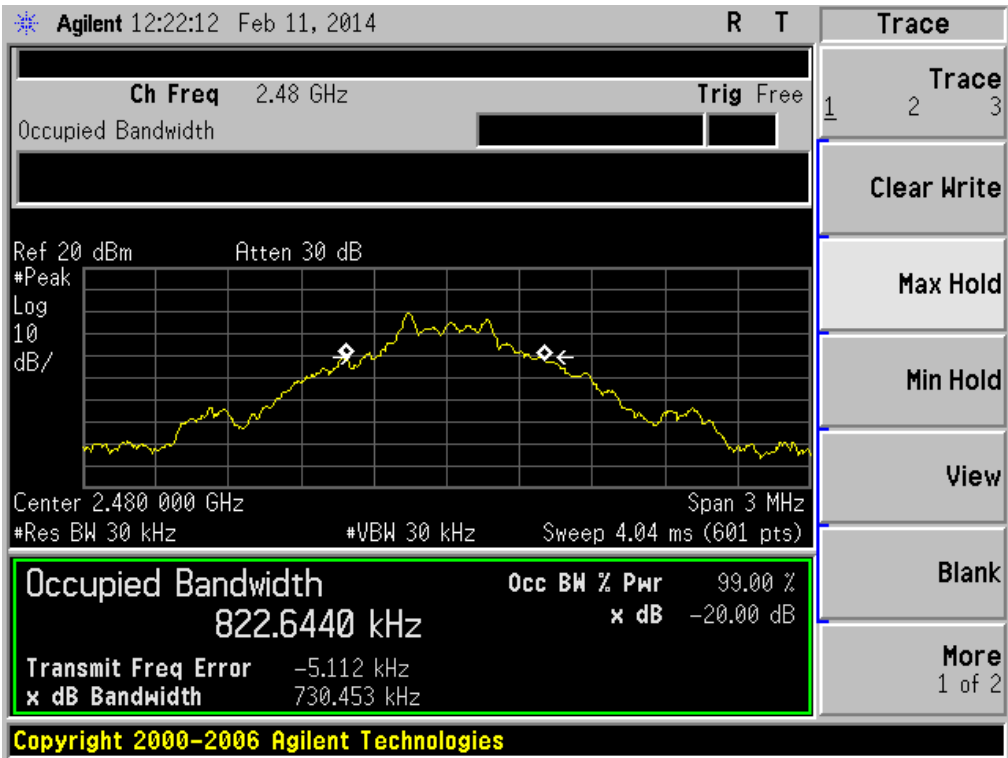 Agilent 12:22:12 Feb 11, 2014 R T
Trace
Ch Freq 2.48 GHz Trig Free
Occupied Bandwidth
Trace
1 2 3
Clear Write
Max Hold
Min Hold
View
Blank
More
1 of 2
Ref 20 dBm Atten 30 dB
#Peak
Log
10
dB/
Center 2.480 000 GHz Span 3 MHz
#Res BW 30 kHz #VBW 30 kHz Sweep 4.04 ms (601 pts)
Occupied Bandwidth
822.6440 kHz
Occ BW % Pwr 99.00 %
x dB -20.00 dB
Transmit Freq Error -5.112 kHz
x dB Bandwidth 730.453 kHz
Copyright 2000-2006 Agilent Technologies